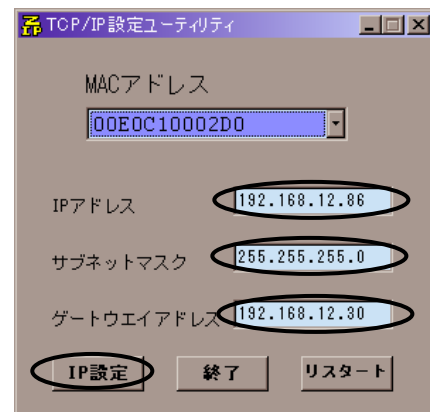 TCP/IP設定ユーティリティ
MACアドレス
00E0C10002D0
IPアドレス 192.168.12.86
サブネットマスク 255.255.255.0
ゲートウエイアドレス 192.168.12.30
IP設定 終了 リスタート